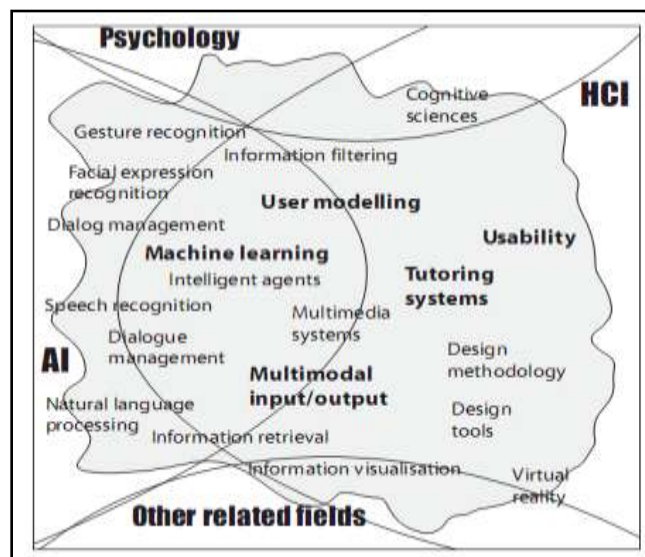 Psychology
HCI
Cognitive
sciences
Gesture recognition
Information filtering
Facial expression
recognition
User modelling
Dialog management
Usability
Machine learning
Intelligent agents
Tutoring
systems
Speech recognition
Multimedia
systems
Dialogue
management
AI
Design
methodology
Multimodal
input/output
Natural language
processing
Design
tools
Information retrieval
Information visualisation
Virtual
reality
Other related fields